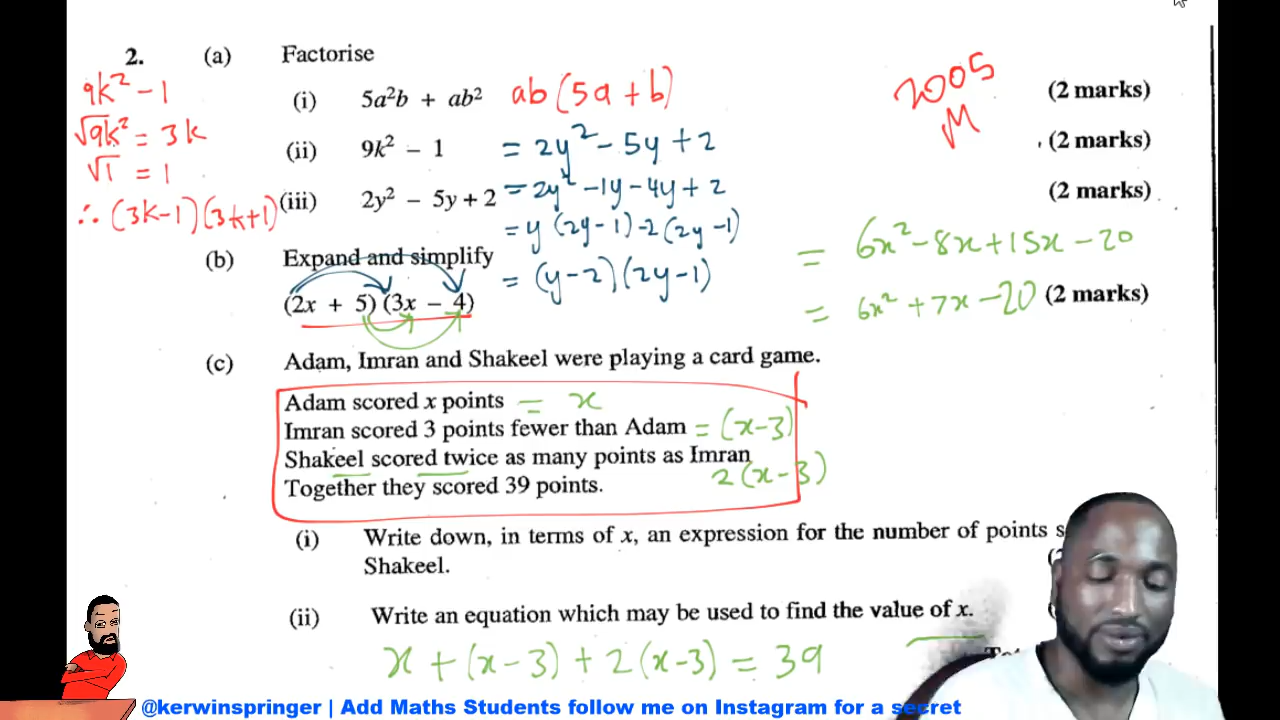 2. (a) Factorise
9k² − 1
(i) 5a²b + ab² ab(5a + b) (2 marks)
2005
M
√9k² = 3k
(ii) 9k² − 1 = 2y² − 5y + 2 (2 marks)
√1 = 1
(iii) 2y² − 5y + 2 = 2y² − 1y − 4y + 2 (2 marks)
∴ (3k−1)(3k+1)
= y(2y−1)−2(2y−1)
= 6x² − 8x + 15x − 20
(b) Expand and simplify
= (y−2)(2y−1)
(2x + 5)(3x − 4) (2 marks)
= 6x² + 7x − 20
(c) Adam, Imran and Shakeel were playing a card game.
Adam scored x points = x
Imran scored 3 points fewer than Adam = (x−3)
Shakeel scored twice as many points as Imran
2(x−3)
Together they scored 39 points.
(i) Write down, in terms of x, an expression for the number of points s
Shakeel.
(ii) Write an equation which may be used to find the value of x.
x + (x−3) + 2(x−3) = 39
@kerwinspringer | Add Maths Students follow me on Instagram for a secret